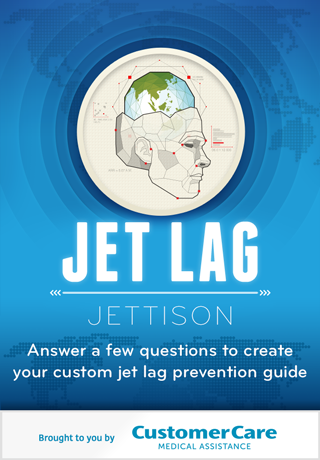 JET LAG
JETTISON
Answer a few questions to create
your custom jet lag prevention guide
Brought to you by
CustomerCare
MEDICAL ASSISTANCE